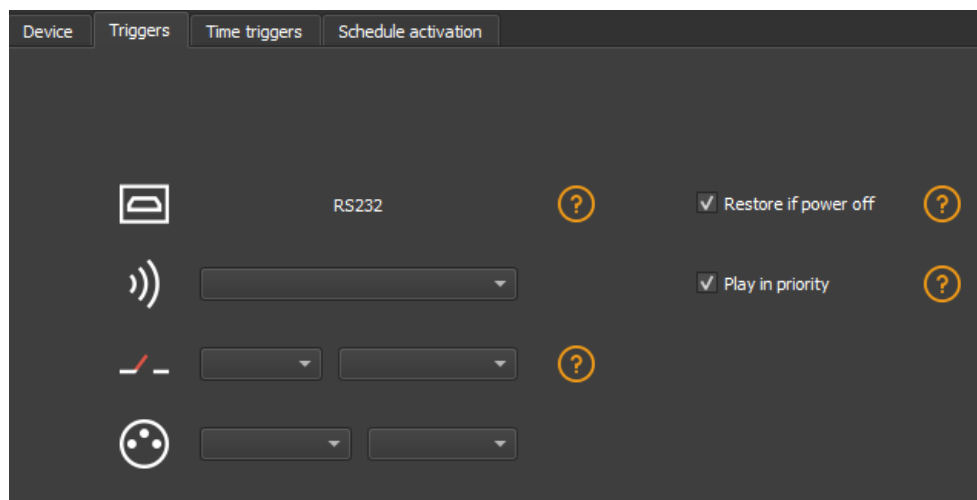 Device Triggers Time triggers Schedule activation
RS232 ? Restore if power off ?
Play in priority ?
?